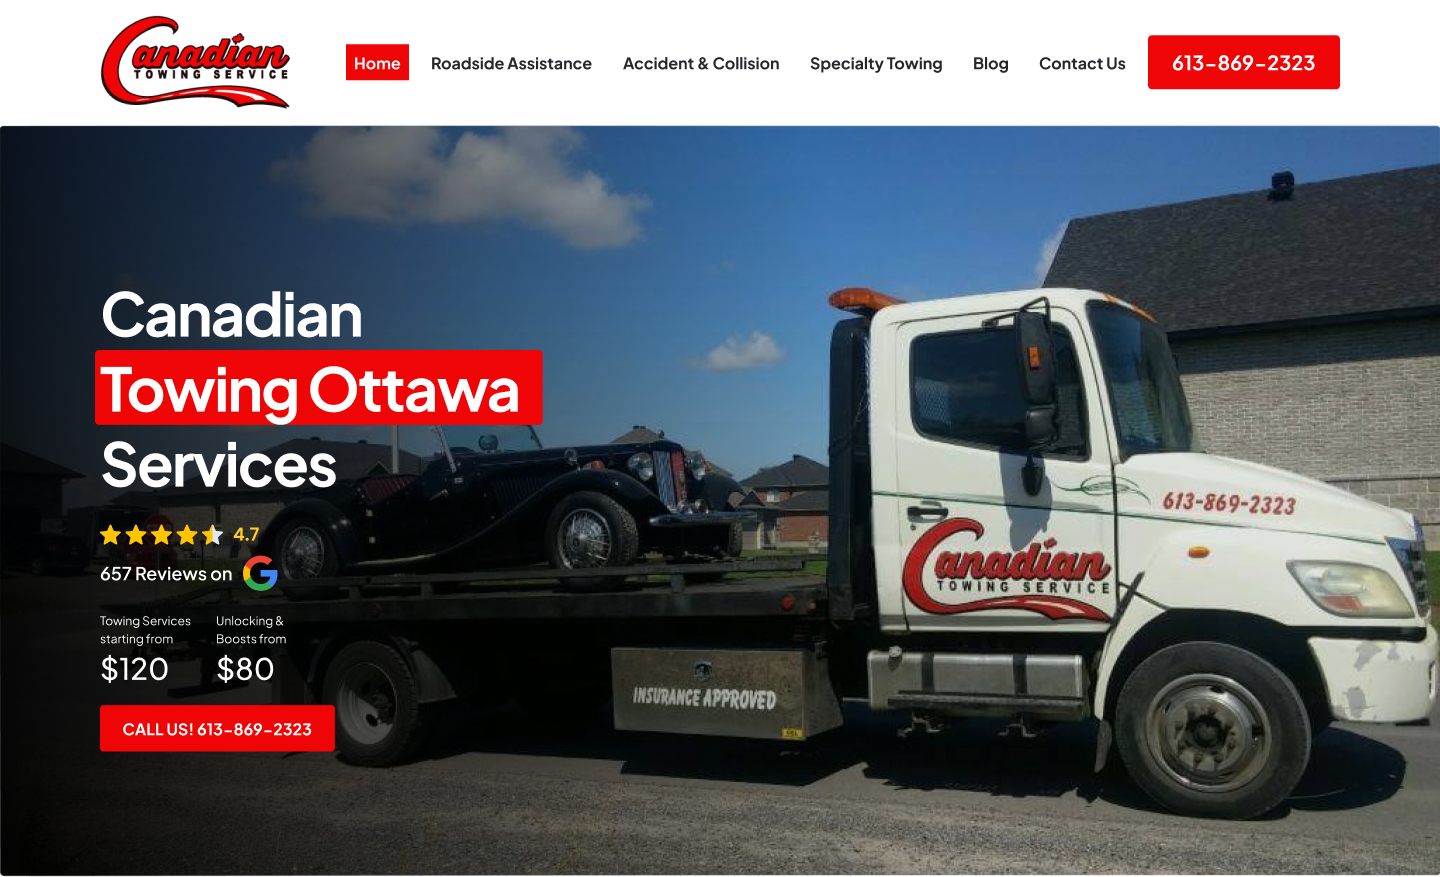 Canadian
TOWING SERVICE
Home
Roadside Assistance
Accident & Collision
Specialty Towing
Blog
Contact Us
613-869-2323
Canadian
Towing Ottawa
Services
4.7
657 Reviews on G
Towing Services
starting from
$120
Unlocking &
Boosts from
$80
CALL US! 613-869-2323
613-869-2323
Canadian
TOWING SERVICE
INSURANCE APPROVED